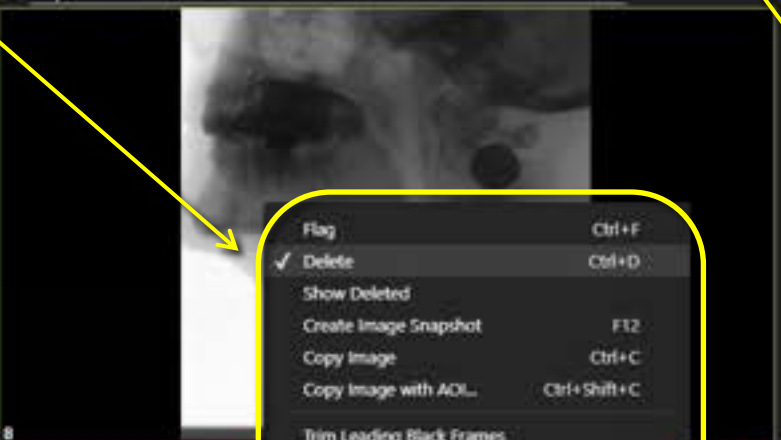 Flag Ctrl+F
✓ Delete Ctrl+D
Show Deleted
Create Image Snapshot F12
Copy Image Ctrl+C
Copy Image with AOI... Ctrl+Shift+C
Trim Leading Black Frames
8